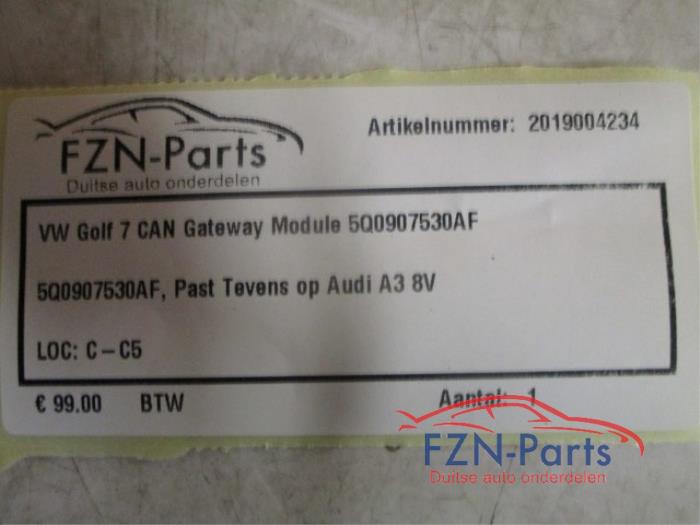 FZN-Parts
Duitse auto onderdelen
Artikelnummer: 2019004234
VW Golf 7 CAN Gateway Module 5Q0907530AF
5Q0907530AF, Past Tevens op Audi A3 8V
LOC: C-C5
€ 99.00 BTW Aantal: 1
FZN-Parts
Duitse auto onderdelen